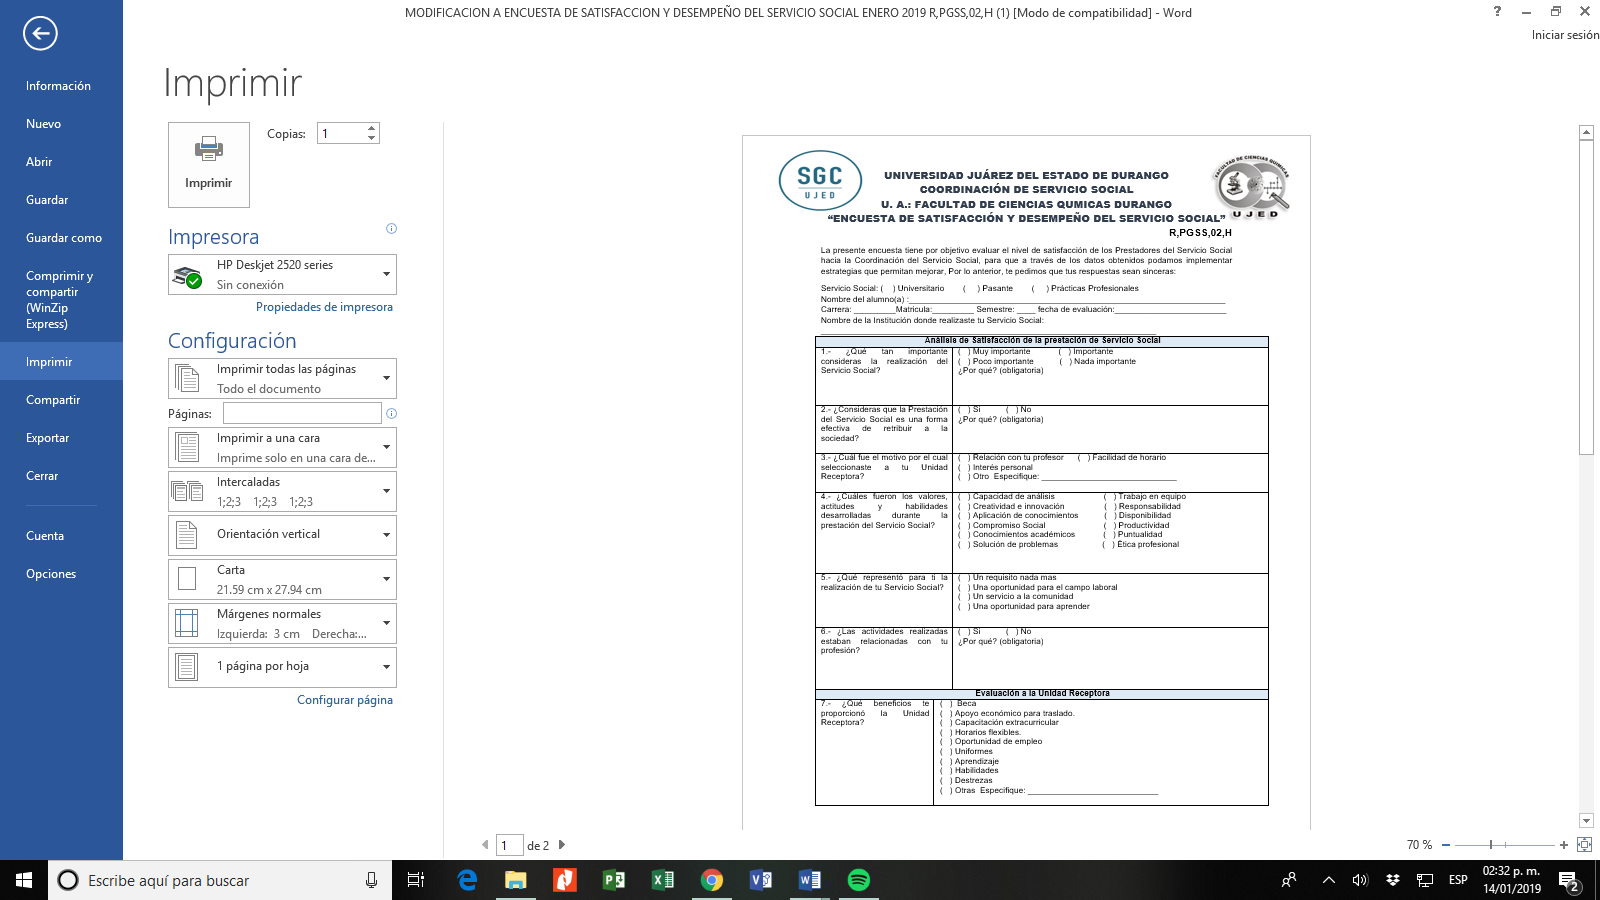 MODIFICACION A ENCUESTA DE SATISFACCION Y DESEMPEÑO DEL SERVICIO SOCIAL ENERO 2019 R,PGSS,02,H (1) [Modo de compatibilidad] - Word
?
Iniciar sesión
Información
Nuevo
Abrir
Guardar
Guardar como
Comprimir y
compartir
(WinZip
Express)
Imprimir
Compartir
Exportar
Cerrar
Cuenta
Opciones
Imprimir
Imprimir
Copias: 1
Impresora
HP Deskjet 2520 series
Sin conexión
Propiedades de impresora
Configuración
Imprimir todas las páginas
Todo el documento
Páginas:
Imprimir a una cara
Imprime solo en una cara de...
Intercaladas
1;2;3 1;2;3 1;2;3
Orientación vertical
Carta
21.59 cm x 27.94 cm
Márgenes normales
Izquierda: 3 cm Derecha:...
1 página por hoja
Configurar página
SGC
UJED
FACULTAD DE CIENCIAS QUIMICAS
UJED
UNIVERSIDAD JUÁREZ DEL ESTADO DE DURANGO
COORDINACIÓN DE SERVICIO SOCIAL
U. A.: FACULTAD DE CIENCIAS QUMICAS DURANGO
“ENCUESTA DE SATISFACCIÓN Y DESEMPEÑO DEL SERVICIO SOCIAL”
R,PGSS,02,H
La presente encuesta tiene por objetivo evaluar el nivel de satisfacción de los Prestadores del Servicio Social
hacia la Coordinación del Servicio Social, para que a través de los datos obtenidos podamos implementar
estrategias que permitan mejorar, Por lo anterior, te pedimos que tus respuestas sean sinceras:
Servicio Social: ( ) Universitario ( ) Pasante ( ) Prácticas Profesionales
Nombre del alumno(a) :____________________
Carrera: _________Matricula:_________ Semestre: ____ fecha de evaluación:____________________
Nombre de la Institución donde realizaste tu Servicio Social:
____________________
Análisis de Satisfacción de la prestación de Servicio Social
1.- ¿Qué tan importante
consideras la realización del
Servicio Social?
( ) Muy importante ( ) Importante
( ) Poco importante ( ) Nada importante
¿Por qué? (obligatoria)
2.- ¿Consideras que la Prestación
del Servicio Social es una forma
efectiva de retribuir a la
sociedad?
( ) Si ( ) No
¿Por qué? (obligatoria)
3.- ¿Cuál fue el motivo por el cual
seleccionaste a tu Unidad
Receptora?
( ) Relación con tu profesor ( ) Facilidad de horario
( ) Interés personal
( ) Otro Especifique: ____________________
4.- ¿Cuáles fueron los valores,
actitudes y habilidades
desarrolladas durante la
prestación del Servicio Social?
( ) Capacidad de análisis ( ) Trabajo en equipo
( ) Creatividad e innovación ( ) Responsabilidad
( ) Aplicación de conocimientos ( ) Disponibilidad
( ) Compromiso Social ( ) Productividad
( ) Conocimientos académicos ( ) Puntualidad
( ) Solución de problemas ( ) Ética profesional
5.- ¿Qué representó para ti la
realización de tu Servicio Social?
( ) Un requisito nada mas
( ) Una oportunidad para el campo laboral
( ) Un servicio a la comunidad
( ) Una oportunidad para aprender
6.- ¿Las actividades realizadas
estaban relacionadas con tu
profesión?
( ) Si ( ) No
¿Por qué? (obligatoria)
Evaluación a la Unidad Receptora
7.- ¿Qué beneficios te
proporcionó la Unidad
Receptora?
( ) Beca
( ) Apoyo económico para traslado.
( ) Capacitación extracurricular
( ) Horarios flexibles.
( ) Oportunidad de empleo
( ) Uniformes
( ) Aprendizaje
( ) Habilidades
( ) Destrezas
( ) Otras Especifique: ____________________
1 de 2
70 %
Escribe aquí para buscar
ESP
02:32 p. m.
14/01/2019
2